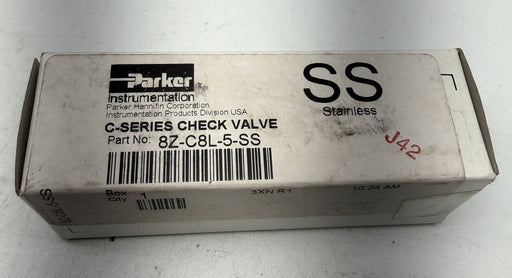 Parker
Instrumentation
Parker Hannifin Corporation
Instrumentation Products Division USA
SS
Stainless
C-SERIES CHECK VALVE
Part No: 8Z-C8L-5-SS
J42
Box
Qty 1
3XN R1
10:24 AM
SS